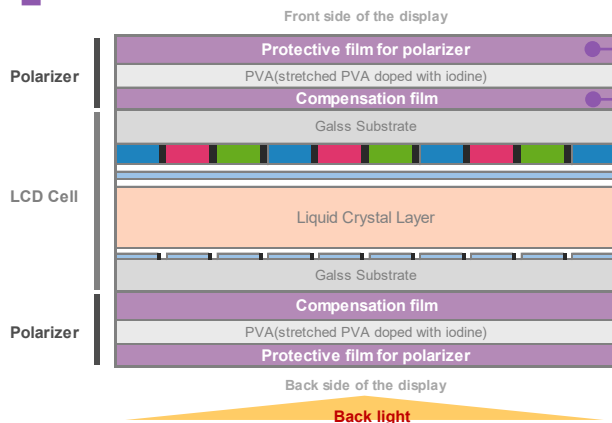 Front side of the display
Protective film for polarizer
Polarizer
PVA(stretched PVA doped with iodine)
Compensation film
Galss Substrate
LCD Cell
Liquid Crystal Layer
Galss Substrate
Compensation film
Polarizer
PVA(stretched PVA doped with iodine)
Protective film for polarizer
Back side of the display
Back light